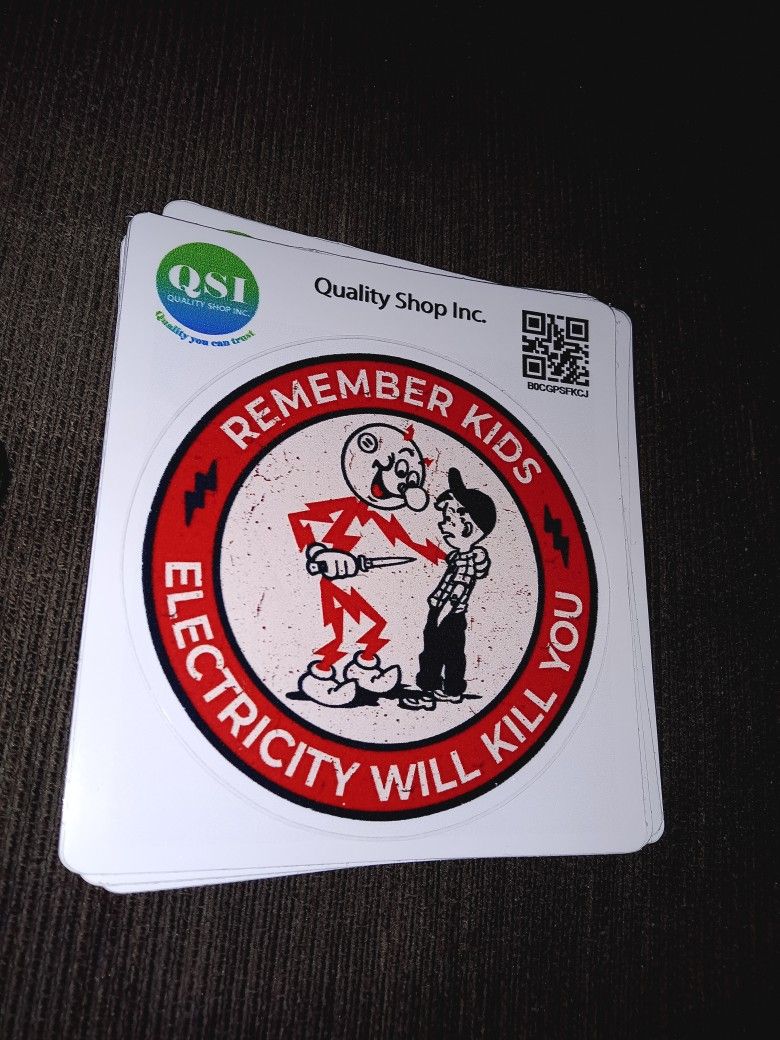 QSI
QUALITY SHOP INC.
Quality you can trust
Quality Shop Inc.
B0CGPSFKCJ
REMEMBER KIDS
ELECTRICITY WILL KILL YOU